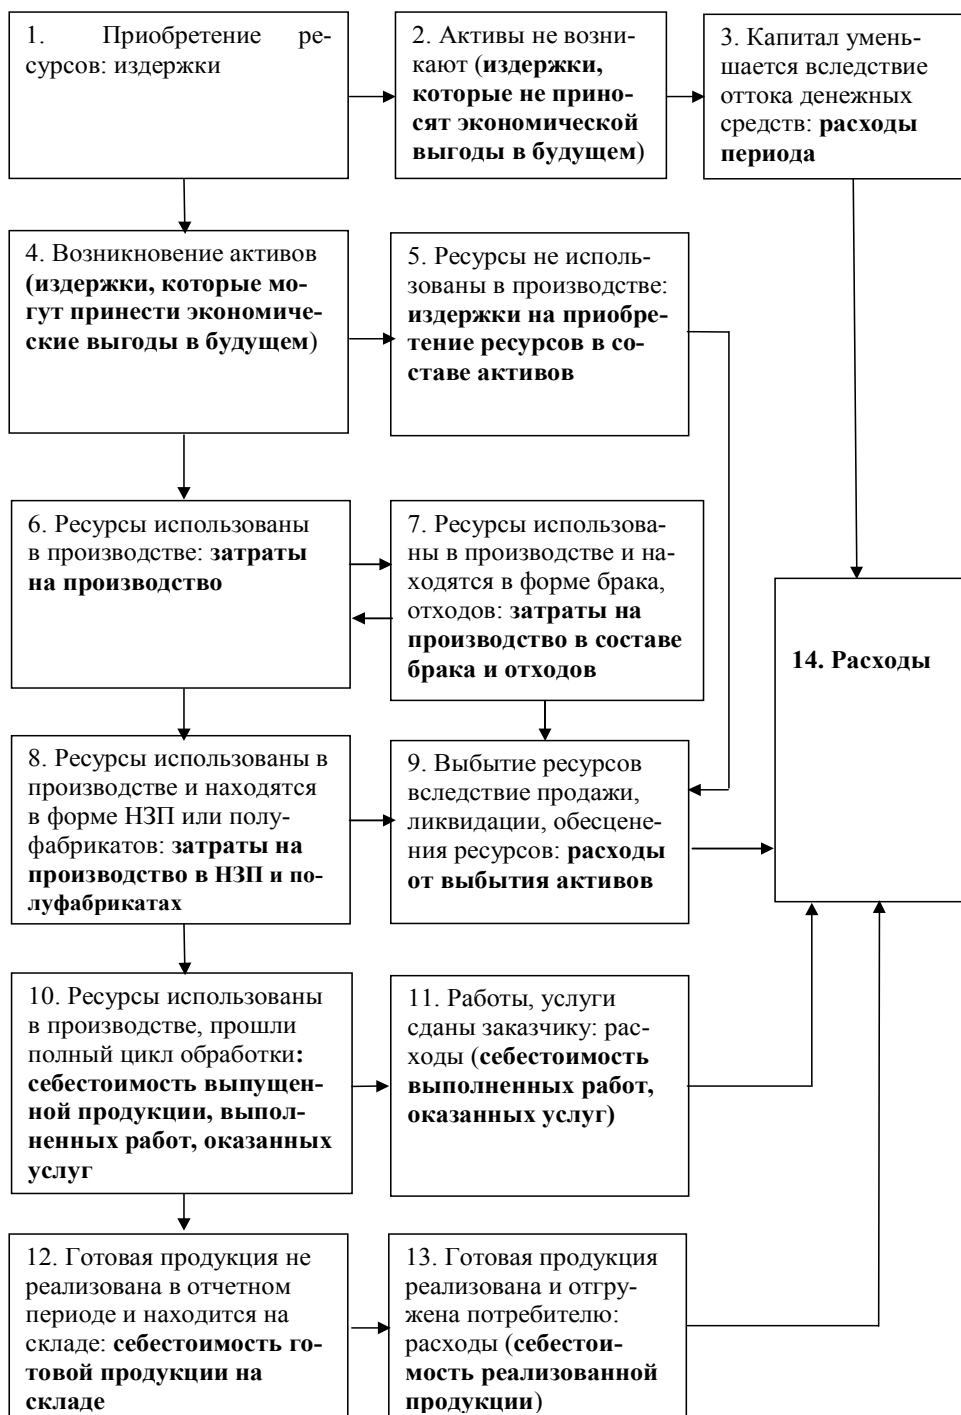 1. Приобретение ре-
сурсов: издержки
2. Активы не возни-
кают (издержки,
которые не прино-
сят экономической
выгоды в будущем)
3. Капитал умень-
шается вследствие
оттока денежных
средств: расходы
периода
4. Возникновение активов
(издержки, которые мо-
гут принести экономиче-
ские выгоды в будущем)
5. Ресурсы не исполь-
зованы в производстве:
издержки на приобре-
тение ресурсов в со-
ставе активов
6. Ресурсы использованы
в производстве: затраты
на производство
7. Ресурсы использова-
ны в производстве и на-
ходятся в форме брака,
отходов: затраты на
производство в составе
брака и отходов
14. Расходы
8. Ресурсы использованы в
производстве и находятся
в форме НЗП или полу-
фабрикатов: затраты на
производство в НЗП и по-
луфабрикатах
9. Выбытие ресурсов
вследствие продажи,
ликвидации, обесцене-
ния ресурсов: расходы
от выбытия активов
10. Ресурсы использованы
в производстве, прошли
полный цикл обработки:
себестоимость выпущен-
ной продукции, выпол-
ненных работ, оказанных
услуг
11. Работы, услуги
сданы заказчику: рас-
ходы (себестоимость
выполненных работ,
оказанных услуг)
12. Готовая продукция не
реализована в отчетном
периоде и находится на
складе: себестоимость го-
товой продукции на
складе
13. Готовая продукция
реализована и отгру-
жена потребителю:
расходы (себестои-
мость реализованной
продукции)